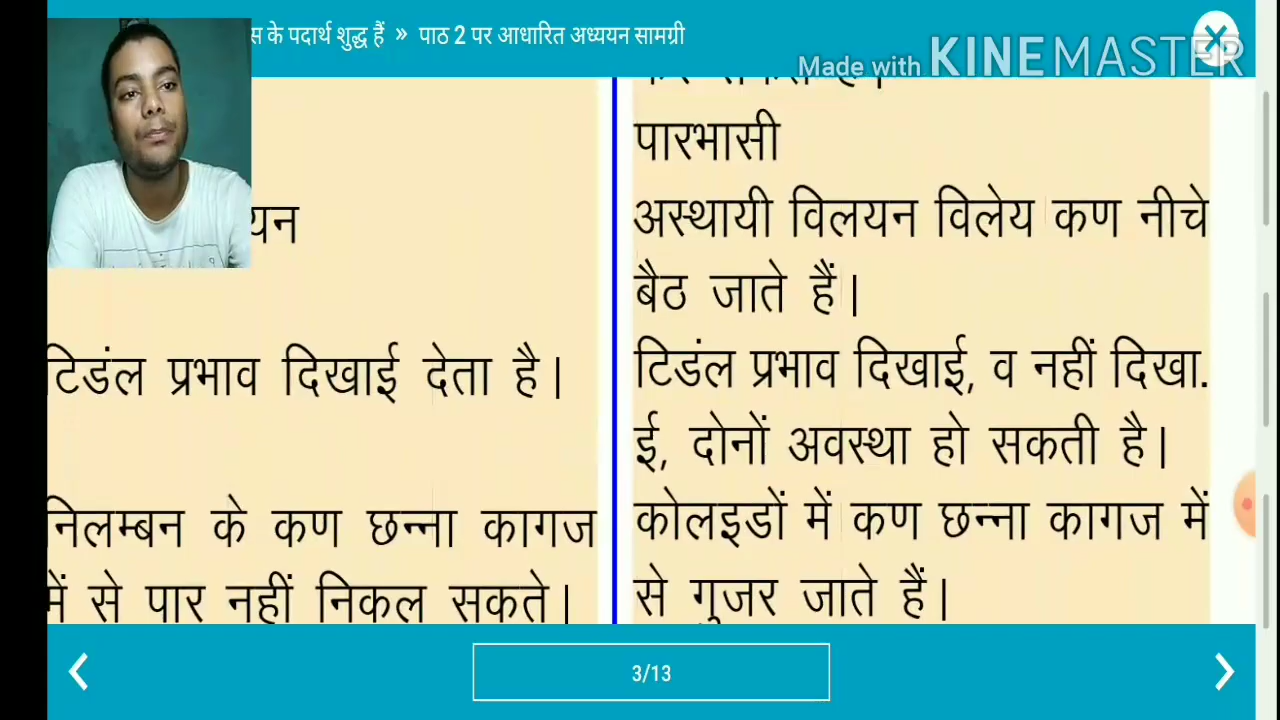 स के पदार्थ शुद्ध हैं » पाठ 2 पर आधारित अध्ययन सामग्री
Made with KINEMASTER
यन
टिडंल प्रभाव दिखाई देता है।
निलम्बन के कण छन्ना कागज
में से पार नहीं निकल सकते।
पारभासी
अस्थायी विलयन विलेय कण नीचे
बैठ जाते हैं।
टिडंल प्रभाव दिखाई, व नहीं दिखा.
ई, दोनों अवस्था हो सकती है।
कोलइडों में कण छन्ना कागज में
से गुजर जाते हैं।
3/13